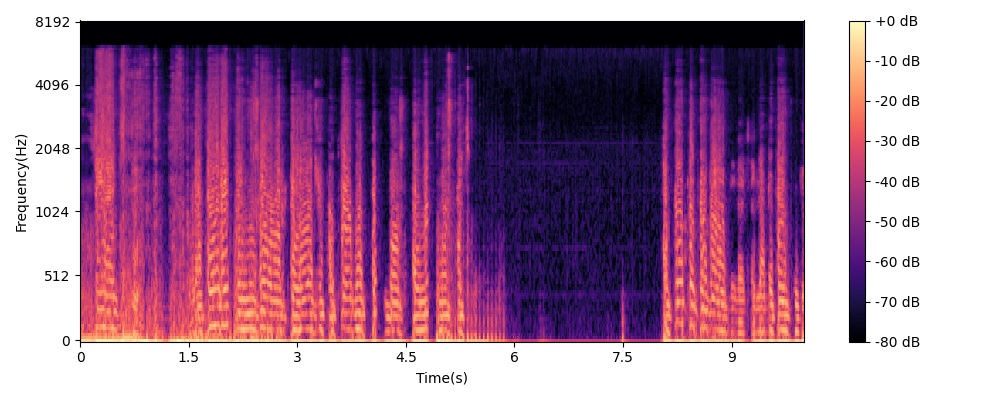 8192
4096
2048
1024
512
0
Frequency(Hz)
0 1.5 3 4.5 6 7.5 9
Time(s)
+0 dB
-10 dB
-20 dB
-30 dB
-40 dB
-50 dB
-60 dB
-70 dB
-80 dB